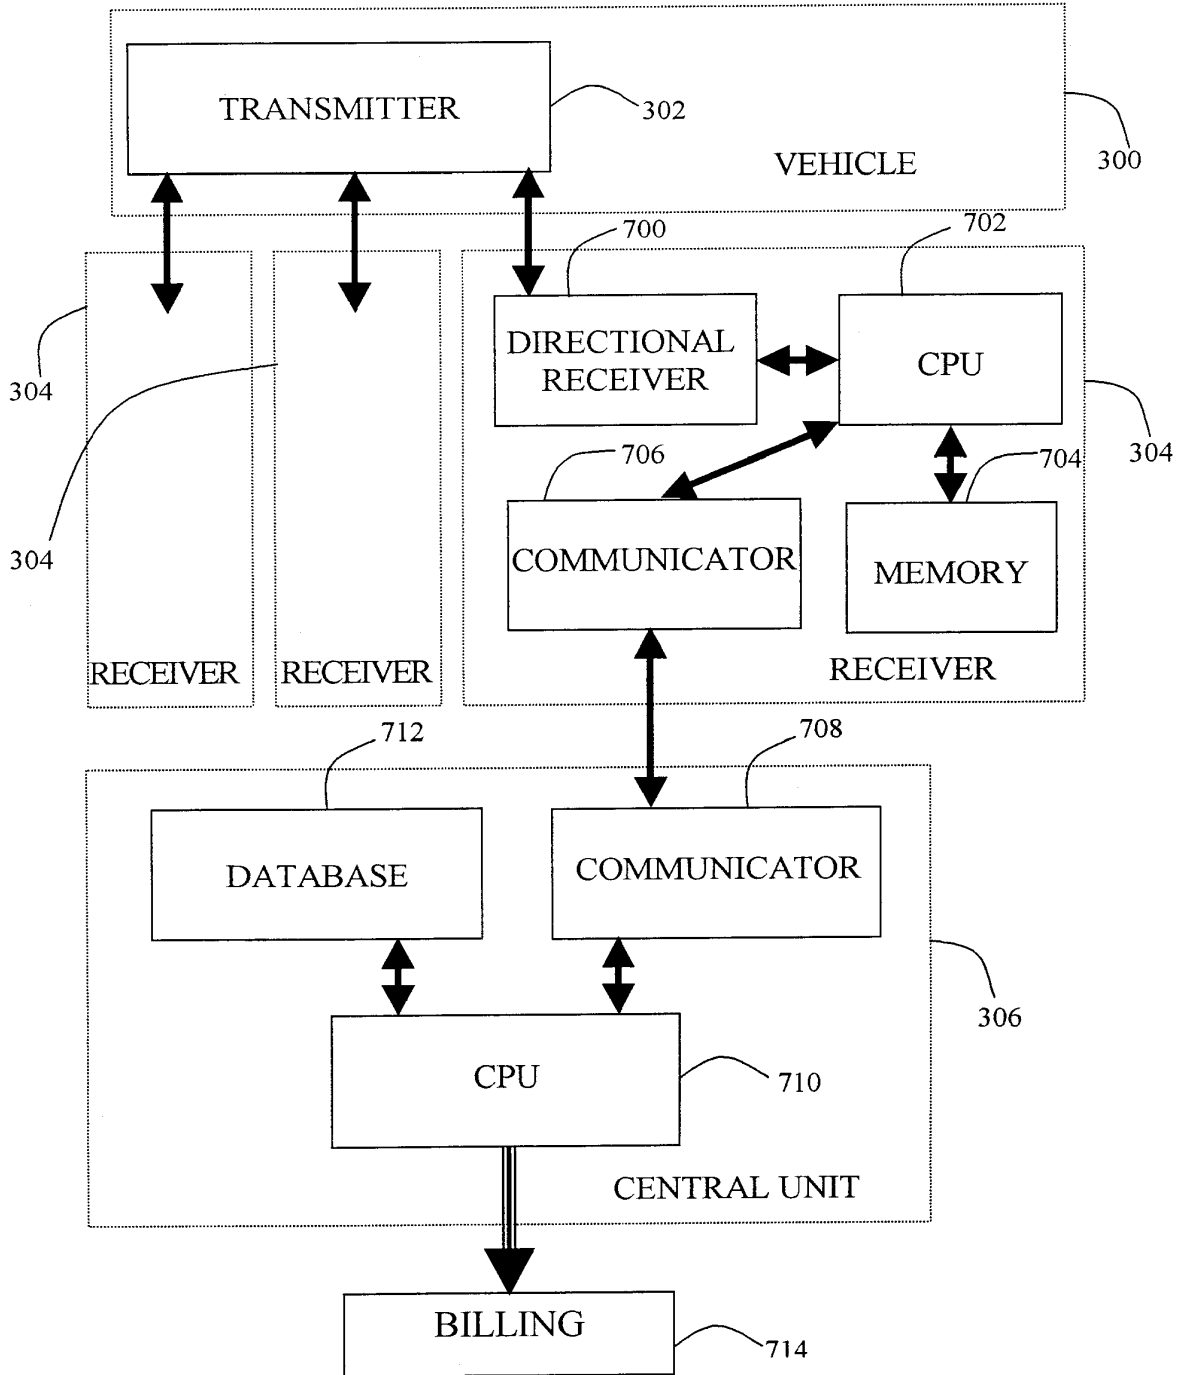 TRANSMITTER
302
VEHICLE
300
700
702
DIRECTIONAL
RECEIVER
CPU
304
304
706
704
304
COMMUNICATOR
MEMORY
RECEIVER
RECEIVER
RECEIVER
712
708
DATABASE
COMMUNICATOR
306
CPU
710
CENTRAL UNIT
BILLING
714